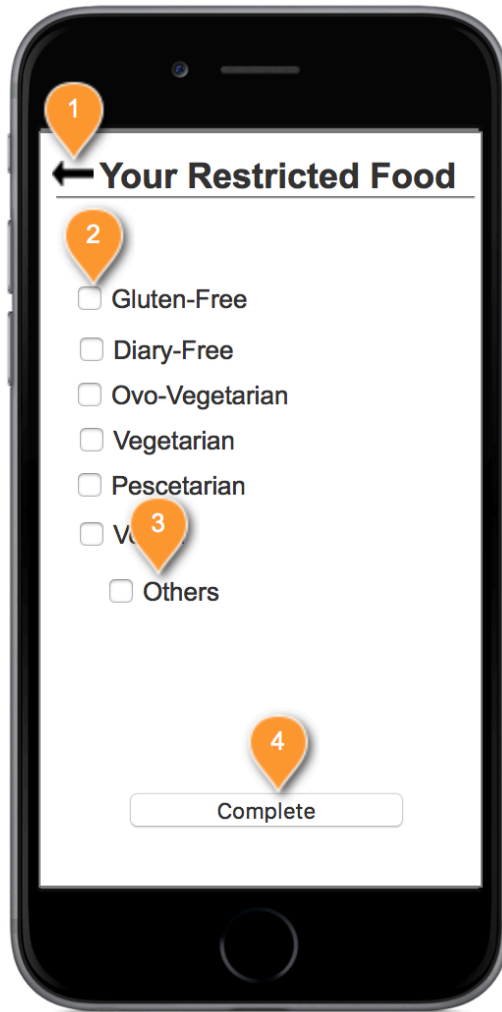 1
Your Restricted Food
2
Gluten-Free
Diary-Free
Ovo-Vegetarian
Vegetarian
Pescetarian
3
Others
4
Complete